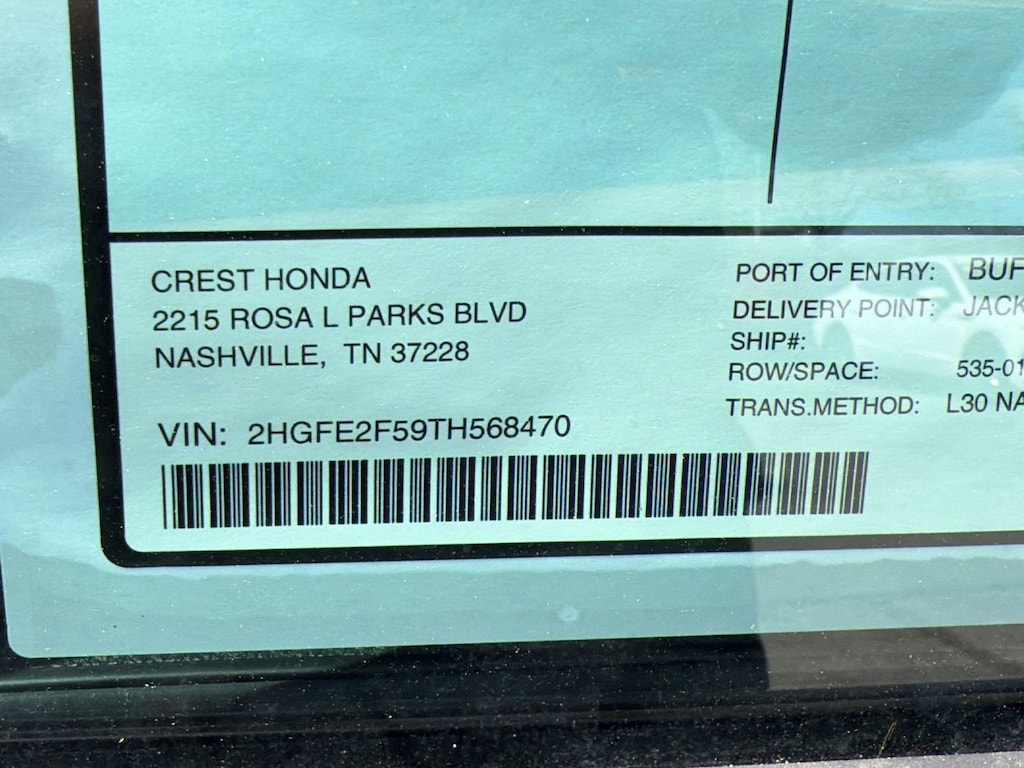 CREST HONDA
2215 ROSA L PARKS BLVD
NASHVILLE, TN 37228
VIN: 2HGFE2F59TH568470
PORT OF ENTRY: BUF
DELIVERY POINT: JACK
SHIP#:
ROW/SPACE: 535-01
TRANS.METHOD: L30 NA